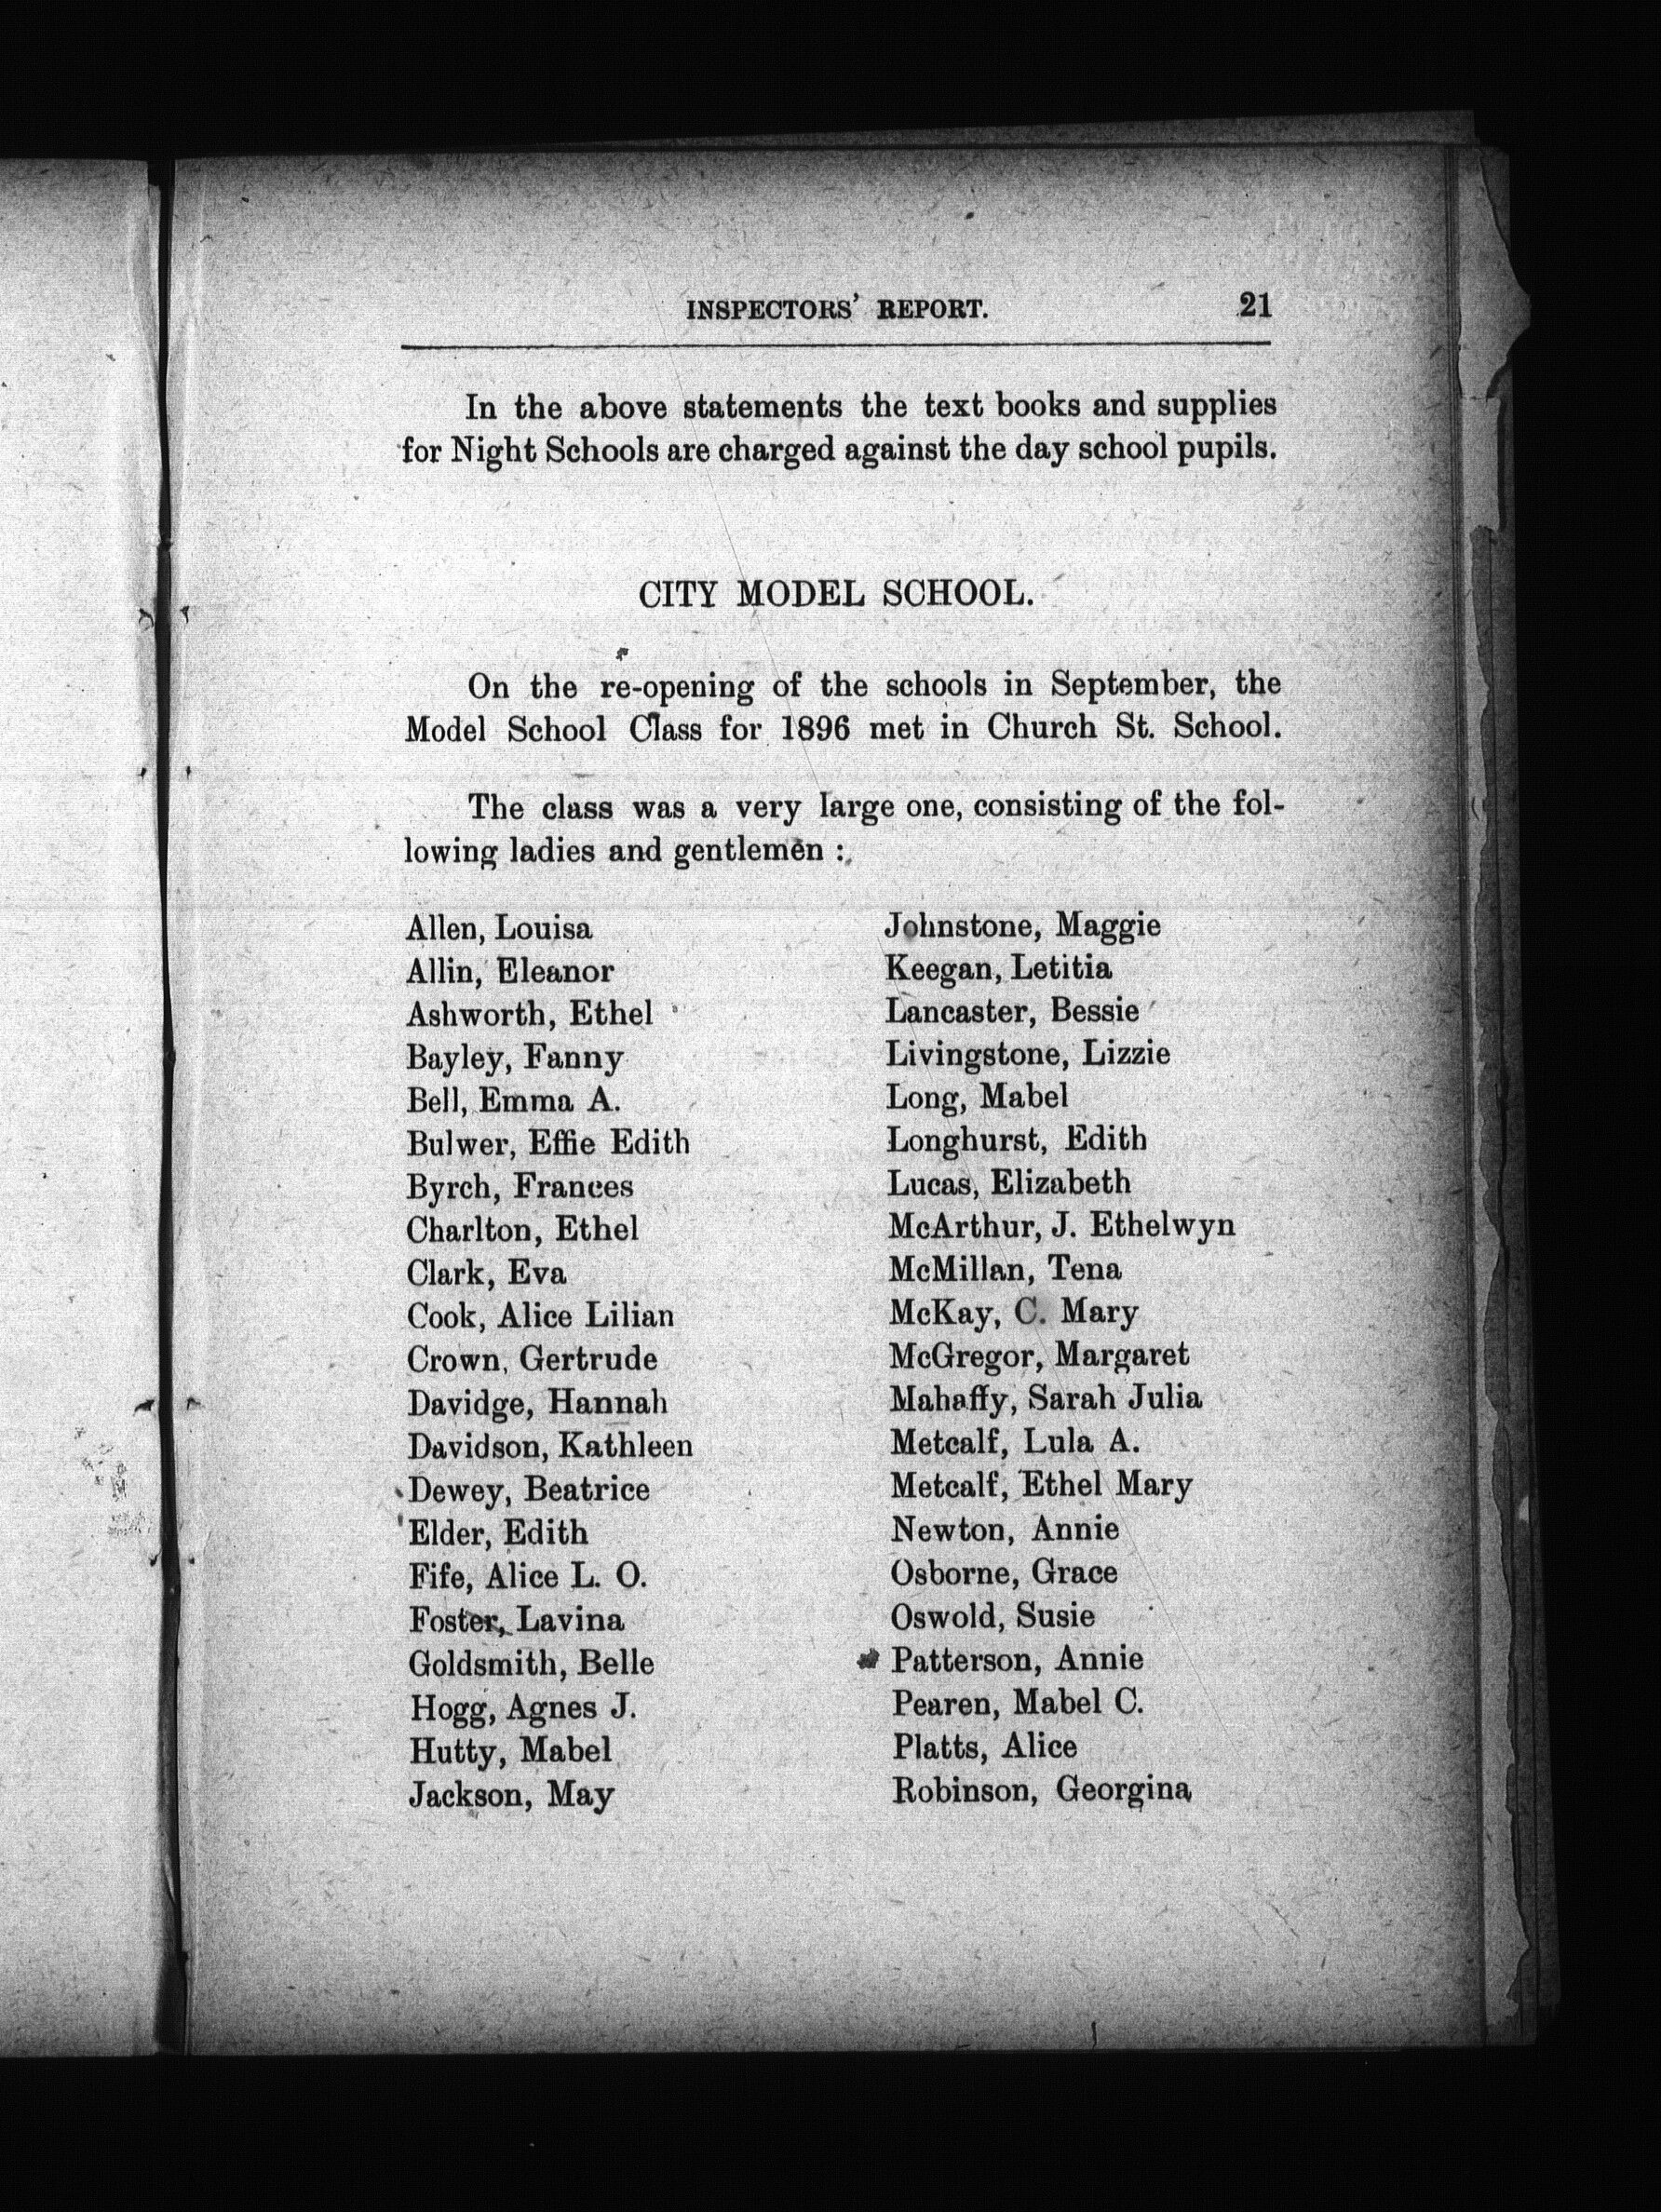 INSPECTORS' REPORT. 21
In the above statements the text books and supplies
for Night Schools are charged against the day school pupils.
CITY MODEL SCHOOL.
On the re-opening of the schools in September, the
Model School Class for 1896 met in Church St. School.
The class was a very large one, consisting of the fol-
lowing ladies and gentlemen :
Allen, Louisa
Allin, Eleanor
Ashworth, Ethel
Bayley, Fanny
Bell, Emma A.
Bulwer, Effie Edith
Byrch, Frances
Charlton, Ethel
Clark, Eva
Cook, Alice Lilian
Crown, Gertrude
Davidge, Hannah
Davidson, Kathleen
Dewey, Beatrice
Elder, Edith
Fife, Alice L. O.
Foster, Lavina
Goldsmith, Belle
Hogg, Agnes J.
Hutty, Mabel
Jackson, May
Johnstone, Maggie
Keegan, Letitia
Lancaster, Bessie
Livingstone, Lizzie
Long, Mabel
Longhurst, Edith
Lucas, Elizabeth
McArthur, J. Ethelwyn
McMillan, Tena
McKay, C. Mary
McGregor, Margaret
Mahaffy, Sarah Julia
Metcalf, Lula A.
Metcalf, Ethel Mary
Newton, Annie
Osborne, Grace
Oswold, Susie
Patterson, Annie
Pearen, Mabel C.
Platts, Alice
Robinson, Georgina